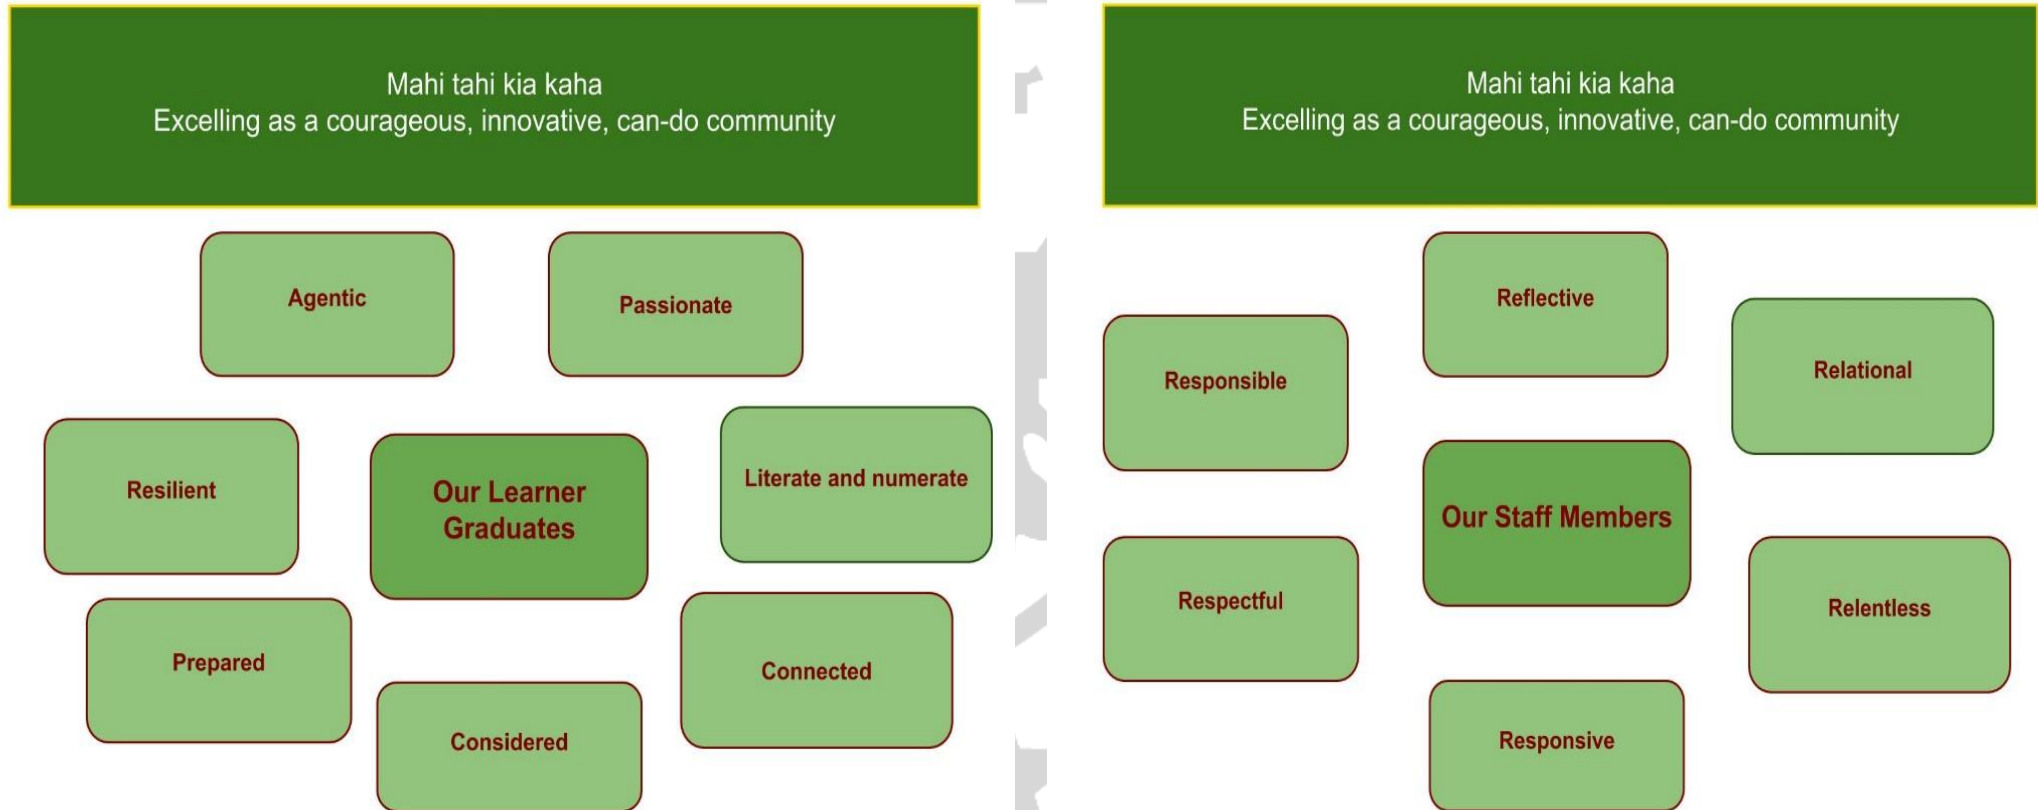 Mahi tahi kia kaha
Excelling as a courageous, innovative, can-do community
Agentic
Passionate
Resilient
Our Learner
Graduates
Literate and numerate
Prepared
Considered
Connected
Mahi tahi kia kaha
Excelling as a courageous, innovative, can-do community
Reflective
Responsible
Relational
Our Staff Members
Respectful
Relentless
Responsive